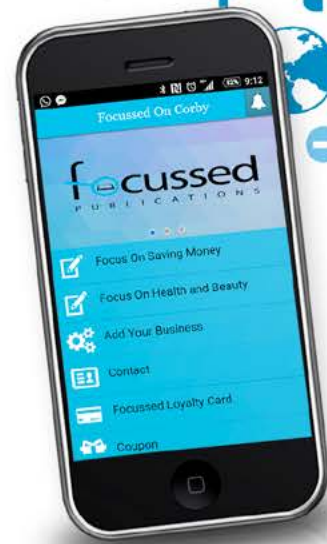 92% 9:12
Focussed On Corby
focussed
PUBLICATIONS
Focus On Saving Money
Focus On Health and Beauty
Add Your Business
Contact
Focussed Loyalty Card
Coupon